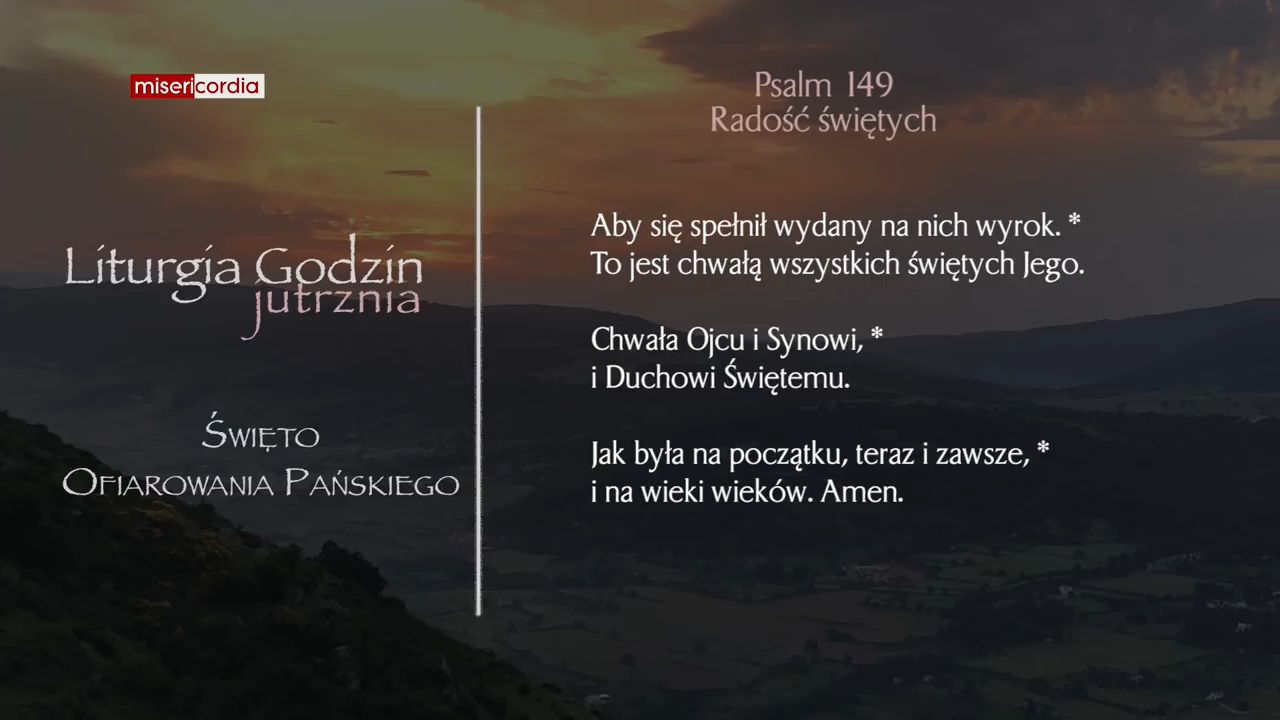 misericordia
Liturgia Godzin
jutrznia
Święto
Ofiarowania Pańskiego
Psalm 149
Radość świętych
Aby się spełnił wydany na nich wyrok. *
To jest chwałą wszystkich świętych Jego.
Chwała Ojcu i Synowi, *
i Duchowi Świętemu.
Jak była na początku, teraz i zawsze, *
i na wieki wieków. Amen.